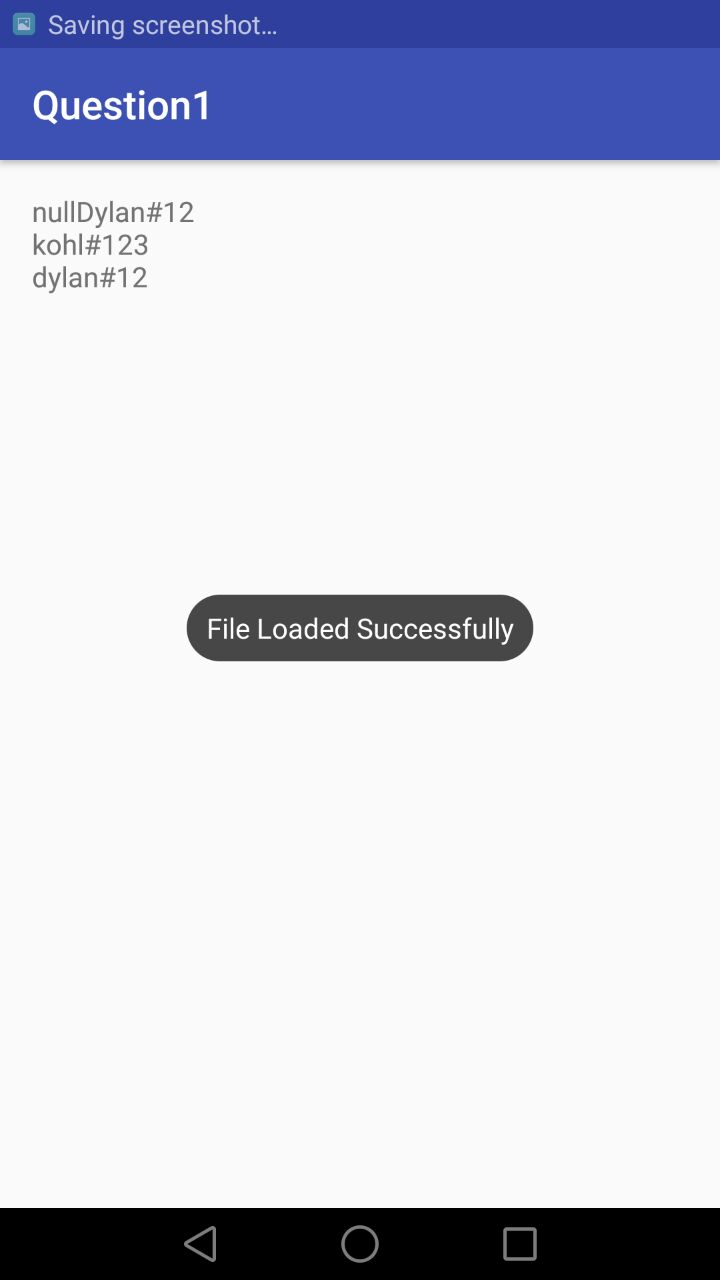 Saving screenshot...
Question1
nullDylan#12
kohl#123
dylan#12
File Loaded Successfully